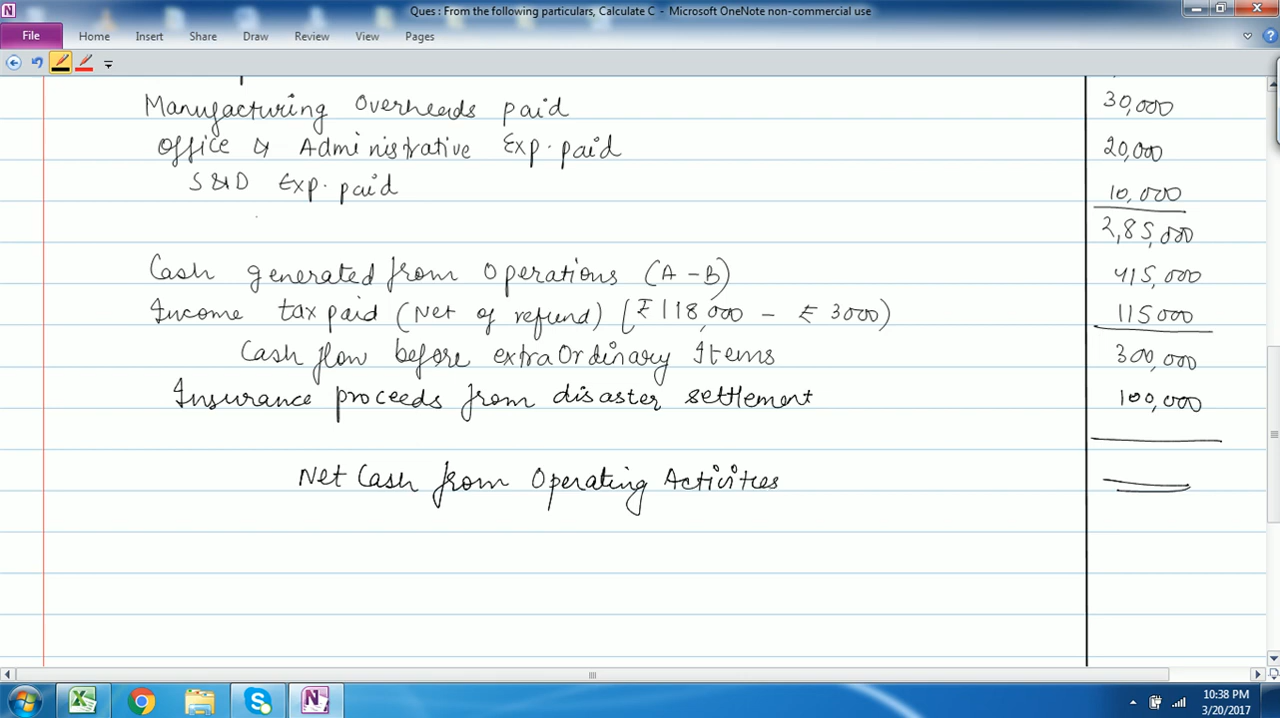 Ques : From the following particulars, Calculate C - Microsoft OneNote non-commercial use
File Home Insert Share Draw Review View Pages
Manufacturing Overheads paid 30,000
Office & Administrative Exp. paid 20,000
S&D Exp. paid 10,000
2,85,000
Cash generated from Operations (A-B) 415,000
Income tax paid (Net of refund) [₹118,000 - ₹ 3000) 115000
Cash flow before extraOrdinary Items 300,000
Insurance proceeds from disaster settlement 100,000
Net Cash from Operating Activities
10:38 PM
3/20/2017